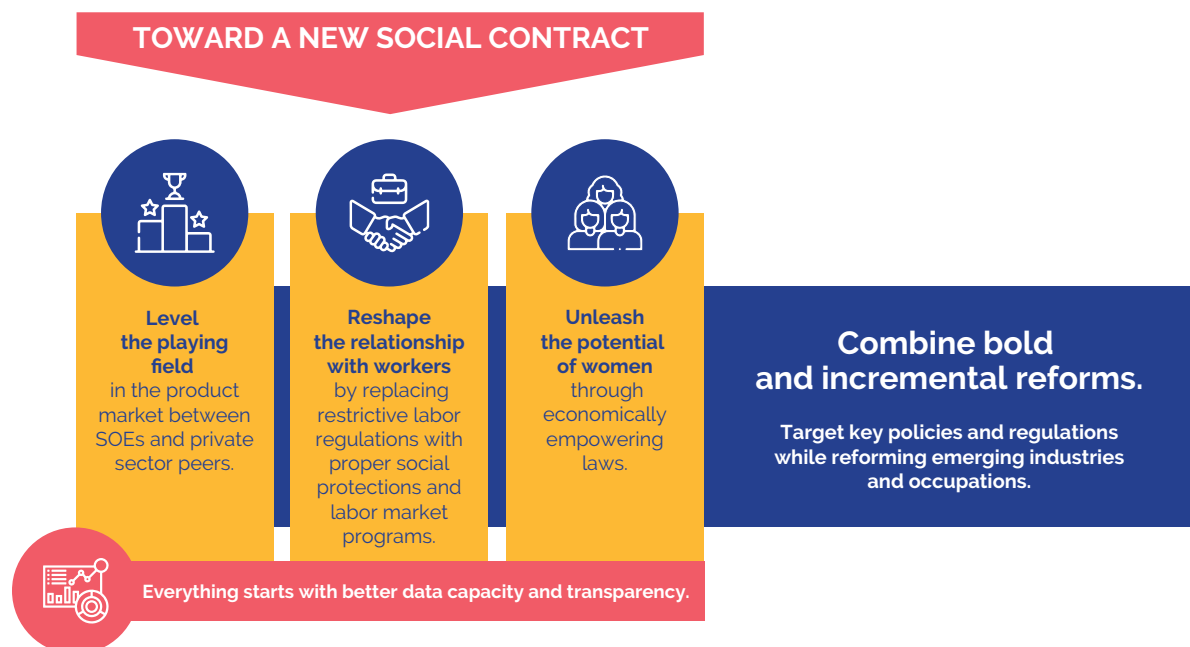 TOWARD A NEW SOCIAL CONTRACT
Level
the playing
field
in the product
market between
SOEs and private
sector peers.
Reshape
the relationship
with workers
by replacing
restrictive labor
regulations with
proper social
protections and
labor market
programs.
Unleash
the potential
of women
through
economically
empowering
laws.
Combine bold
and incremental reforms.
Target key policies and regulations
while reforming emerging industries
and occupations.
Everything starts with better data capacity and transparency.